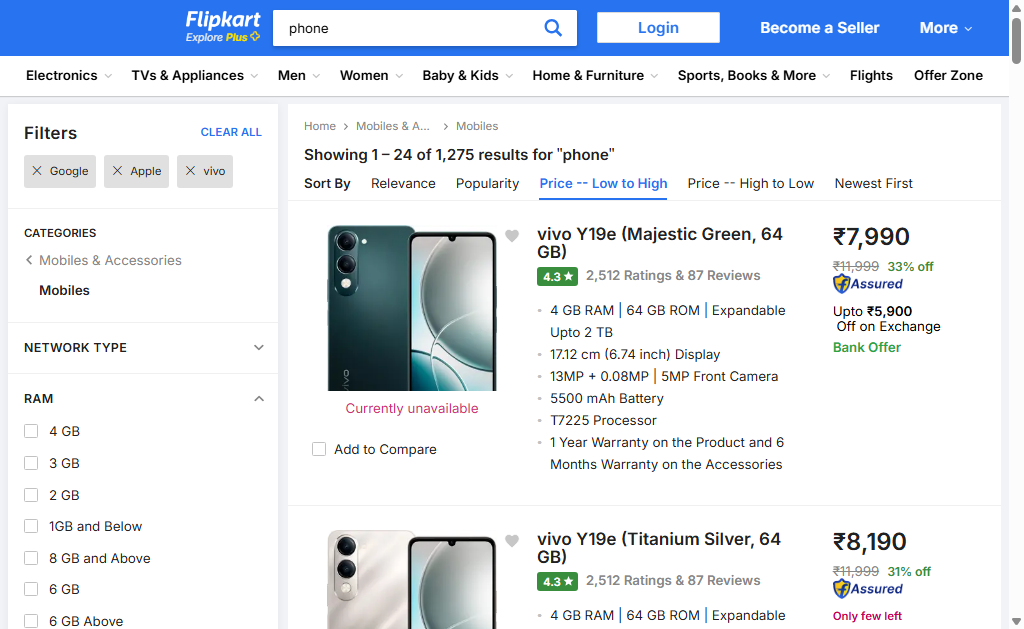 Flipkart
Explore Plus
phone
Login
Become a Seller
More
Electronics
TVs & Appliances
Men
Women
Baby & Kids
Home & Furniture
Sports, Books & More
Flights
Offer Zone
Filters
CLEAR ALL
Google
Apple
vivo
CATEGORIES
Mobiles & Accessories
Mobiles
NETWORK TYPE
RAM
4 GB
3 GB
2 GB
1GB and Below
8 GB and Above
6 GB
6 GB Above
Home
Mobiles & A...
Mobiles
Showing 1 – 24 of 1,275 results for "phone"
Sort By
Relevance
Popularity
Price -- Low to High
Price -- High to Low
Newest First
vivo
Currently unavailable
Add to Compare
vivo Y19e (Majestic Green, 64
GB)
4.3
2,512 Ratings & 87 Reviews
4 GB RAM | 64 GB ROM | Expandable
Upto 2 TB
17.12 cm (6.74 inch) Display
13MP + 0.08MP | 5MP Front Camera
5500 mAh Battery
T7225 Processor
1 Year Warranty on the Product and 6
Months Warranty on the Accessories
₹7,990
₹11,999 33% off
Assured
Upto ₹5,900
Off on Exchange
Bank Offer
vivo Y19e (Titanium Silver, 64
GB)
4.3
2,512 Ratings & 87 Reviews
4 GB RAM | 64 GB ROM | Expandable
₹8,190
₹11,999 31% off
Assured
Only few left